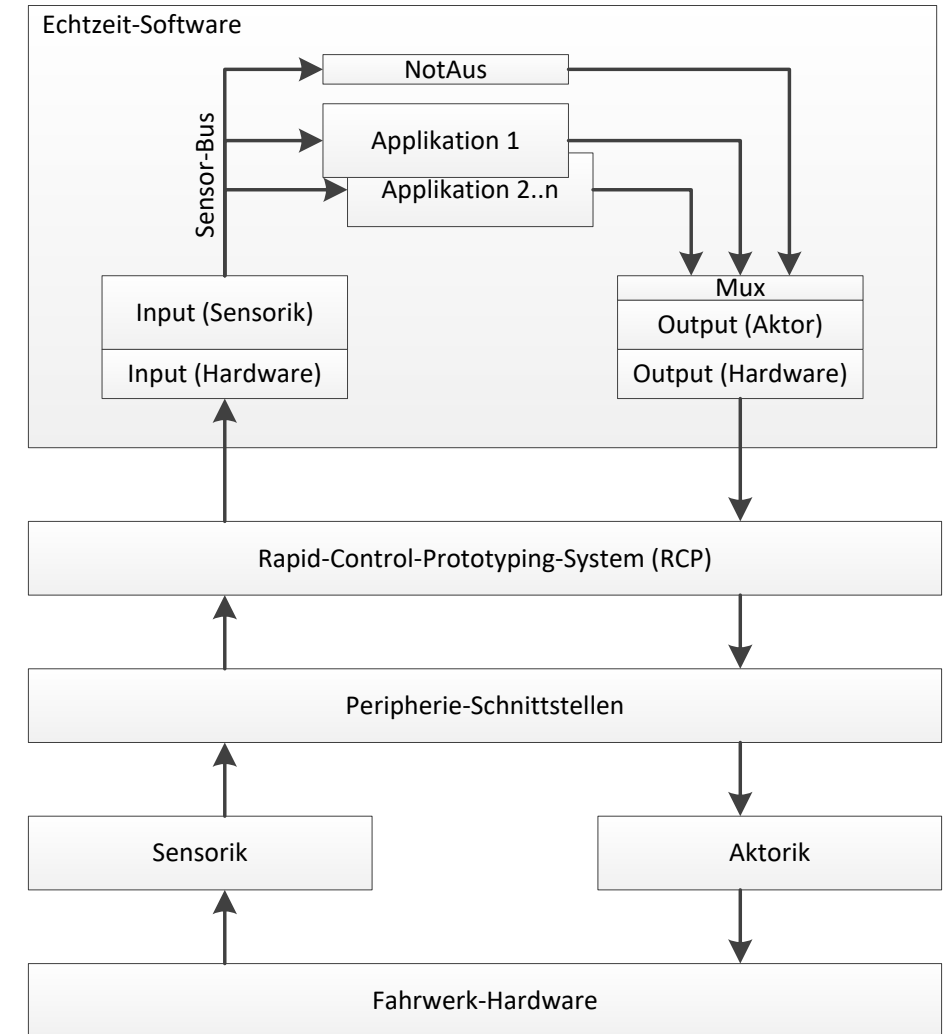 Echtzeit-Software
NotAus
Sensor-Bus
Applikation 1
Applikation 2..n
Input (Sensorik)
Input (Hardware)
Mux
Output (Aktor)
Output (Hardware)
Rapid-Control-Prototyping-System (RCP)
Peripherie-Schnittstellen
Sensorik
Aktorik
Fahrwerk-Hardware